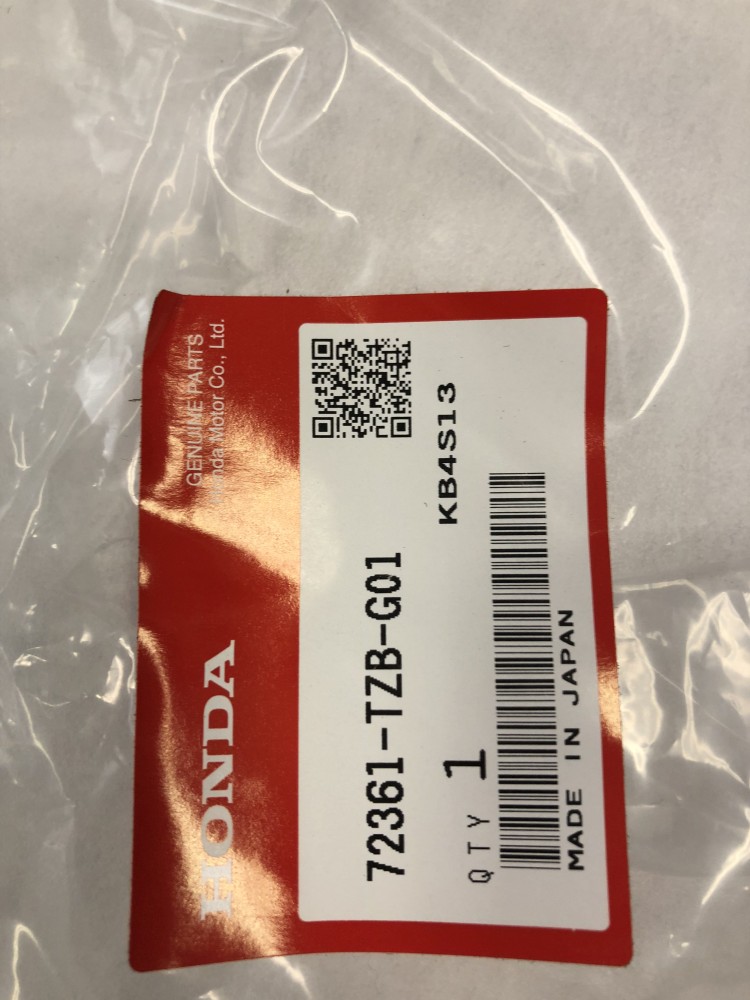 HONDA
GENUINE PARTS
Honda Motor Co., Ltd.
72361-TZB-G01
QTY 1
KB4S13
MADE IN JAPAN